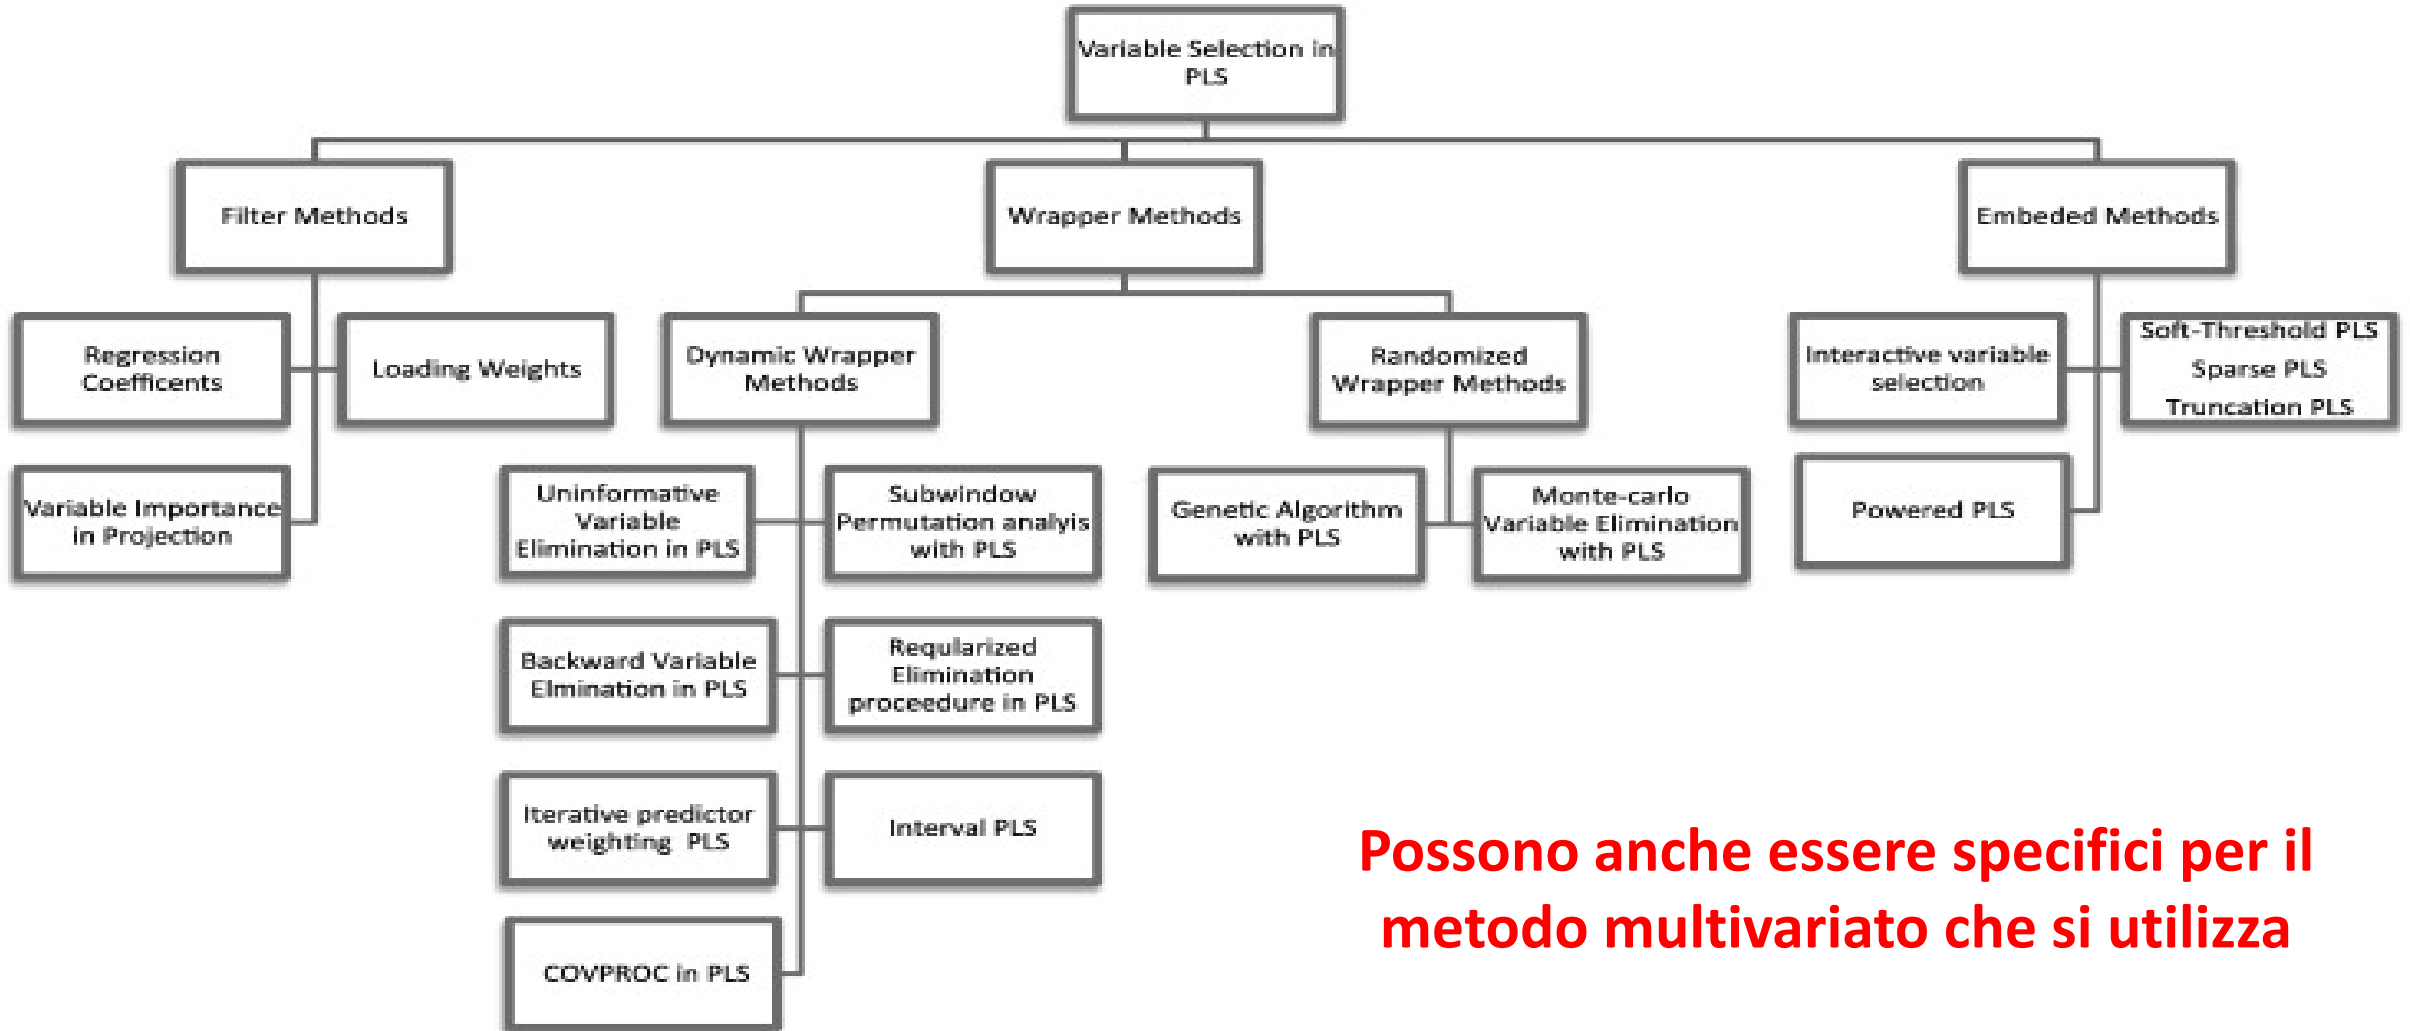 Variable Selection in
PLS
Filter Methods
Wrapper Methods
Embeded Methods
Regression
Coefficents
Loading Weights
Dynamic Wrapper
Methods
Randomized
Wrapper Methods
Interactive variable
selection
Soft-Threshold PLS
Sparse PLS
Truncation PLS
Variable Importance
in Projection
Uninformative
Variable
Elimination in PLS
Subwindow
Permutation analyis
with PLS
Genetic Algorithm
with PLS
Monte-carlo
Variable Elimination
with PLS
Powered PLS
Backward Variable
Elmination in PLS
Reqularized
Elimination
proceedure in PLS
Iterative predictor
weighting PLS
Interval PLS
COVPROC in PLS
Possono anche essere specifici per il
metodo multivariato che si utilizza